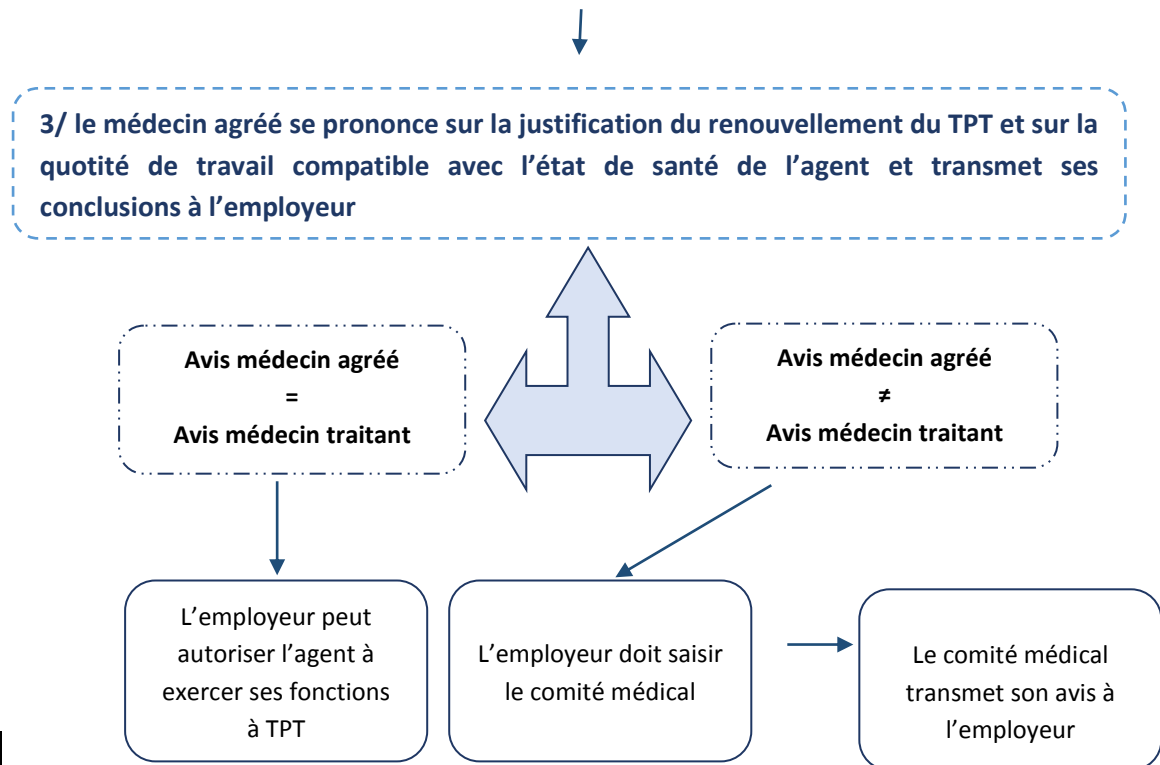 3/ le médecin agréé se prononce sur la justification du renouvellement du TPT et sur la
quotité de travail compatible avec l’état de santé de l’agent et transmet ses
conclusions à l’employeur
Avis médecin agréé
=
Avis médecin traitant
Avis médecin agréé
≠
Avis médecin traitant
L’employeur peut
autoriser l’agent à
exercer ses fonctions
à TPT
L’employeur doit saisir
le comité médical
Le comité médical
transmet son avis à
l’employeur